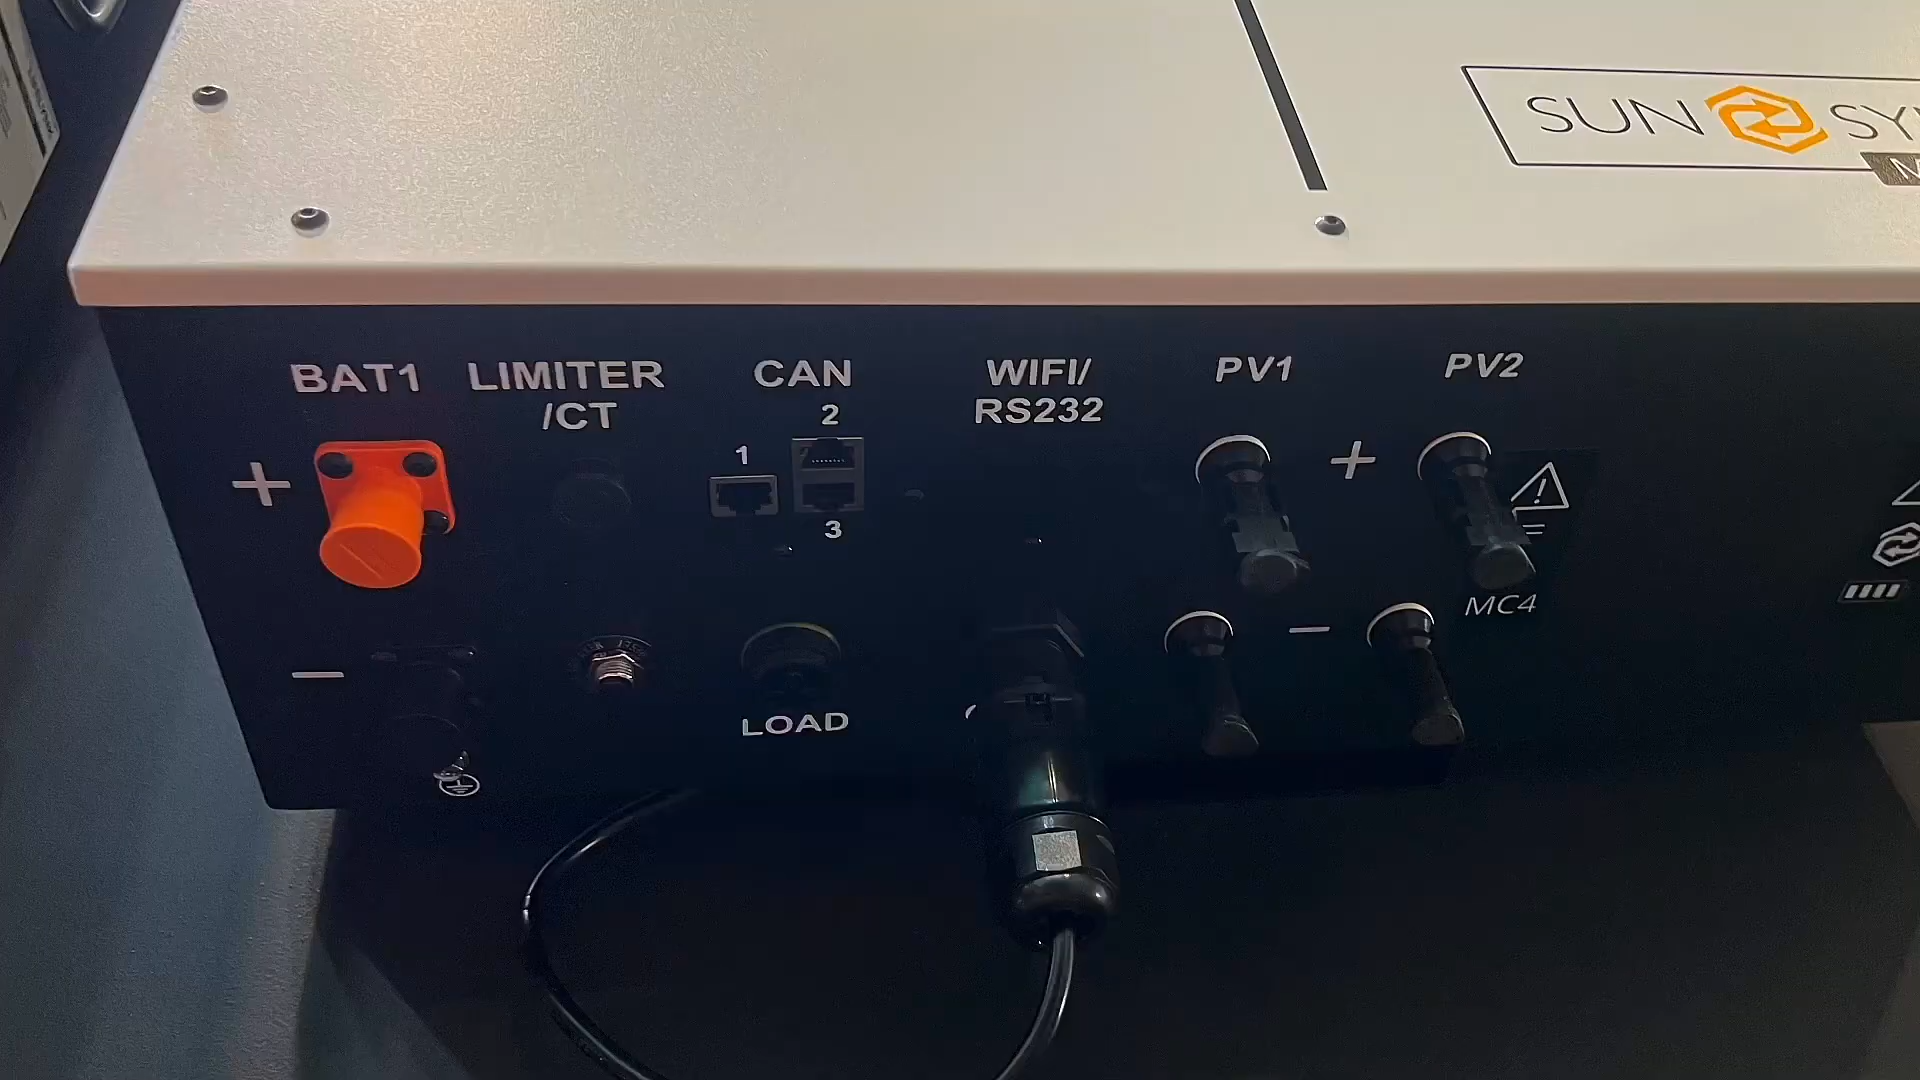 SUN SY
BAT1
LIMITER
/CT
CAN
1
2
3
WIFI/
RS232
PV1
PV2
+
+
−
−
MC4
LOAD